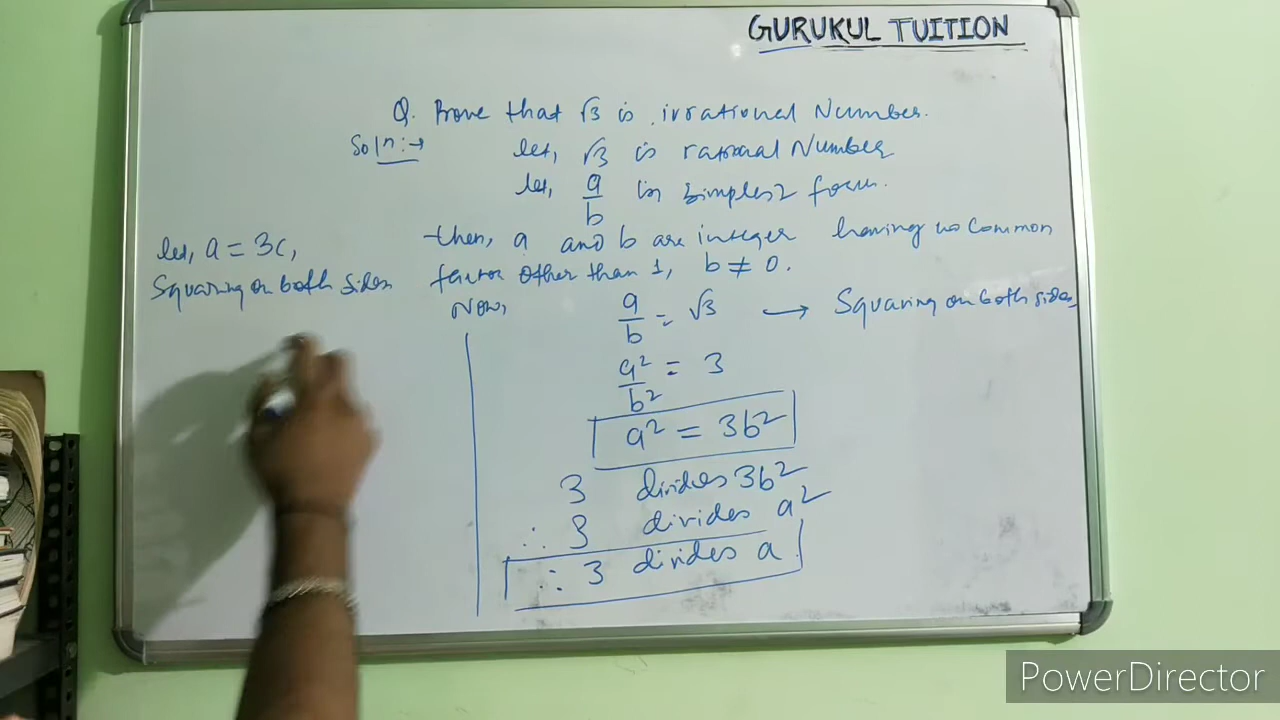 GURUKUL TUITION
Q. Prove that √3 is irrational Number.
Soln:→
let, √3 is rational Number
let, a/b in simplest form.
then, a and b are integer having no common
factor other than 1, b ≠ 0.
Now, a/b = √3 → Squaring on both sides,
a²/b² = 3
a² = 3b²
3 divides 3b²
∴ 3 divides a²
∴ 3 divides a.
let, a = 3c,
Squaring on both sides
PowerDirector